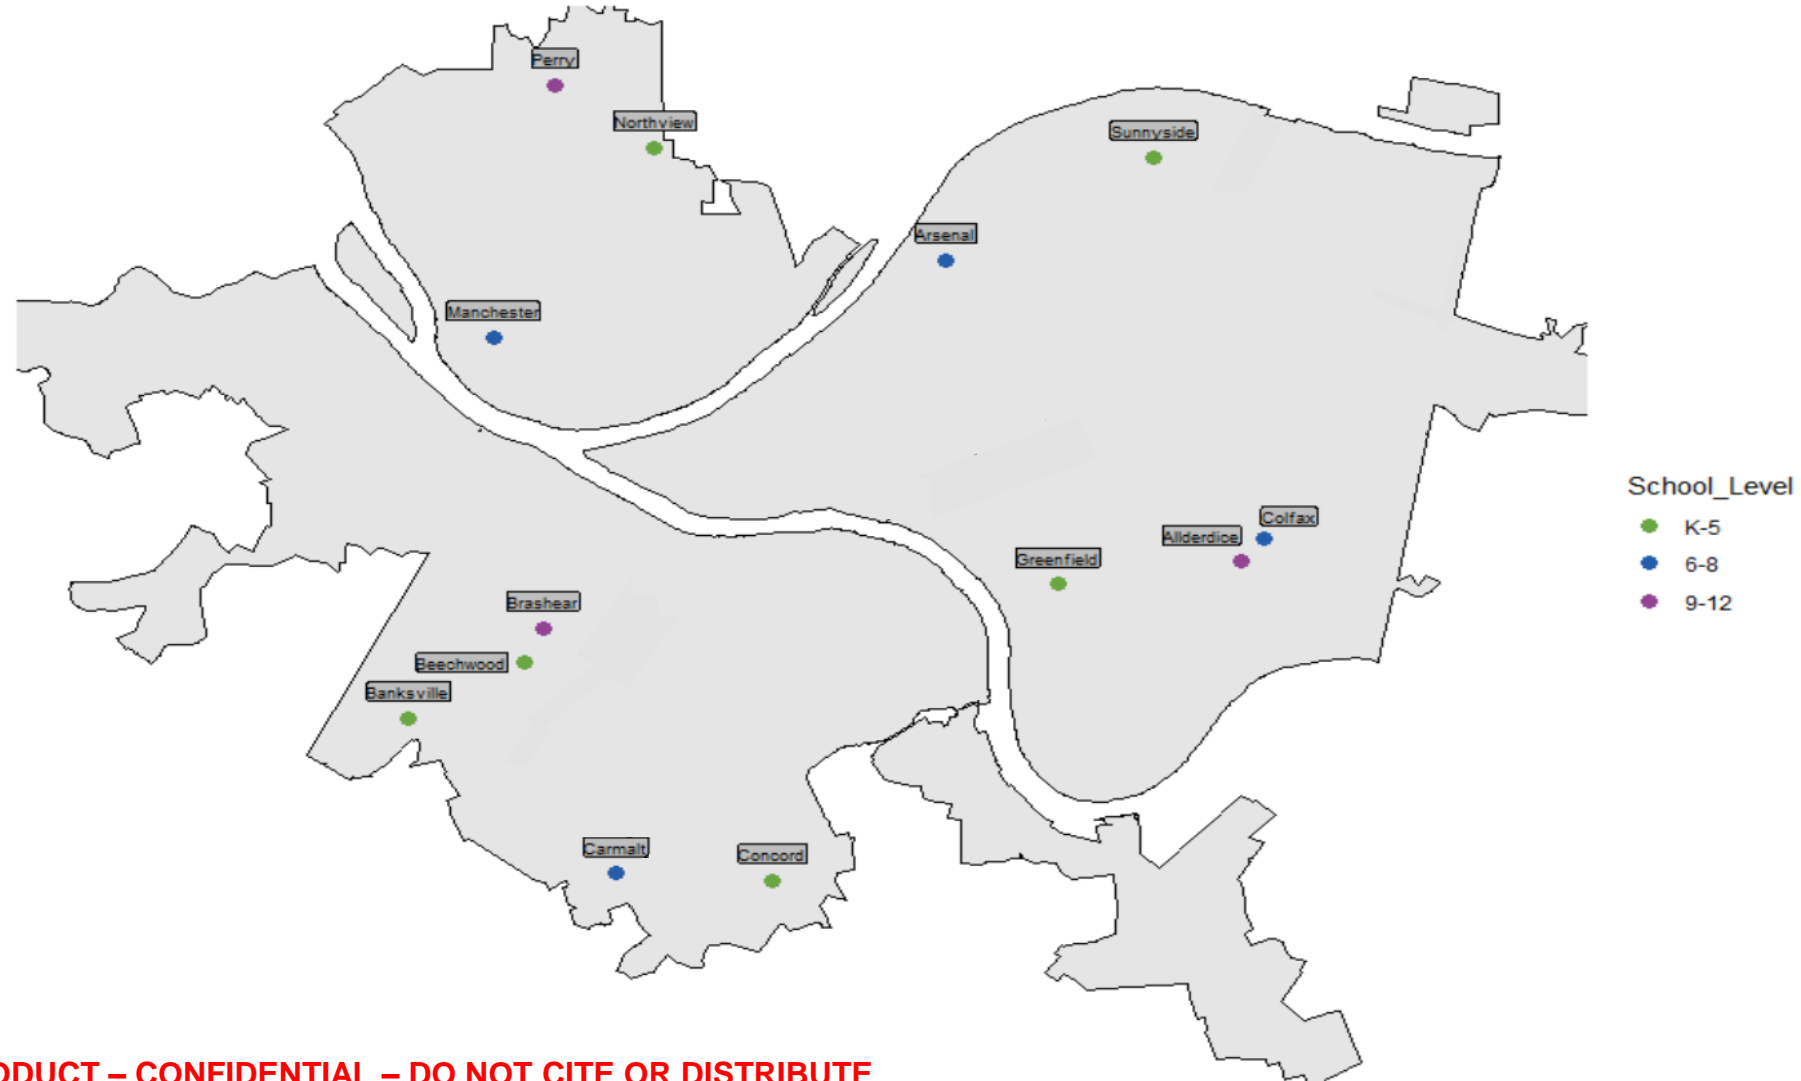 Perry
Northview
Sunnyside
Arsenal
Manchester
School_Level
K-5
6-8
9-12
Colfax
Allderdice
Greenfield
Brashear
Beechwood
Banksville
Carmalt
Concord
– CONFIDENTIAL – DO NOT CITE OR DISTRIBUTE